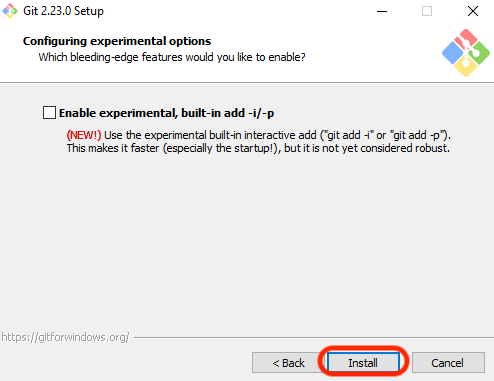 Git 2.23.0 Setup
Configuring experimental options
Which bleeding-edge features would you like to enable?
Enable experimental, built-in add -i/-p
(NEW!) Use the experimental built-in interactive add ("git add -i" or "git add -p").
This makes it faster (especially the startup!), but it is not yet considered robust.
https://gitforwindows.org/
< Back
Install
Cancel